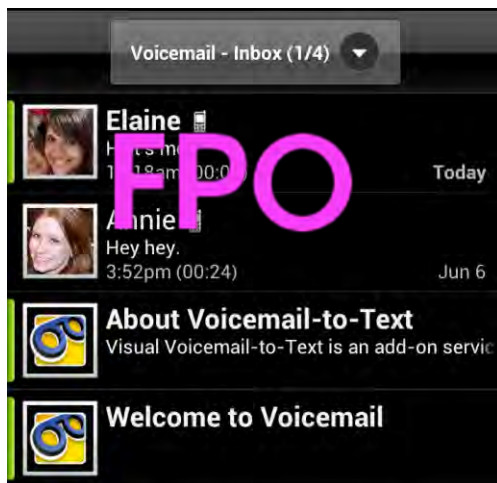 Voicemail - Inbox (1/4)
Elaine
FPO
Today
Annie
Hey hey.
3:52pm (00:24)
Jun 6
About Voicemail-to-Text
Visual Voicemail-to-Text is an add-on servic
Welcome to Voicemail